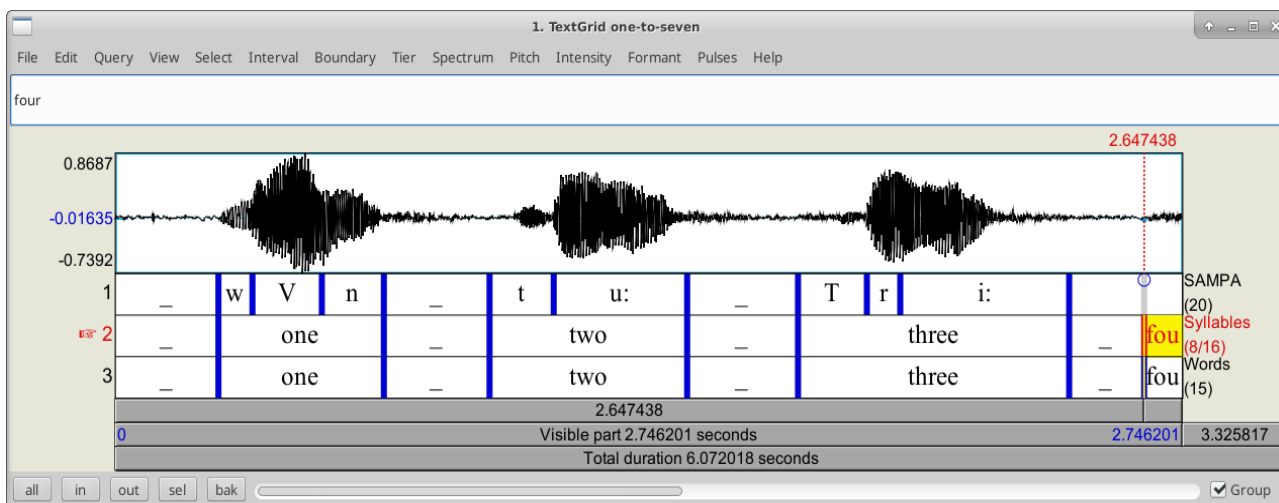 1. TextGrid one-to-seven
File Edit Query View Select Interval Boundary Tier Spectrum Pitch Intensity Formant Pulses Help
four
2.647438
0.8687
-0.01635
-0.7392
1 _ w V n _ t u: _ T r i: _ SAMPA (20)
2 _ one _ two _ three _ fou Syllables (8/16)
3 _ one _ two _ three _ fou Words (15)
2.647438
0 Visible part 2.746201 seconds 2.746201 3.325817
Total duration 6.072018 seconds
all in out sel bak Group